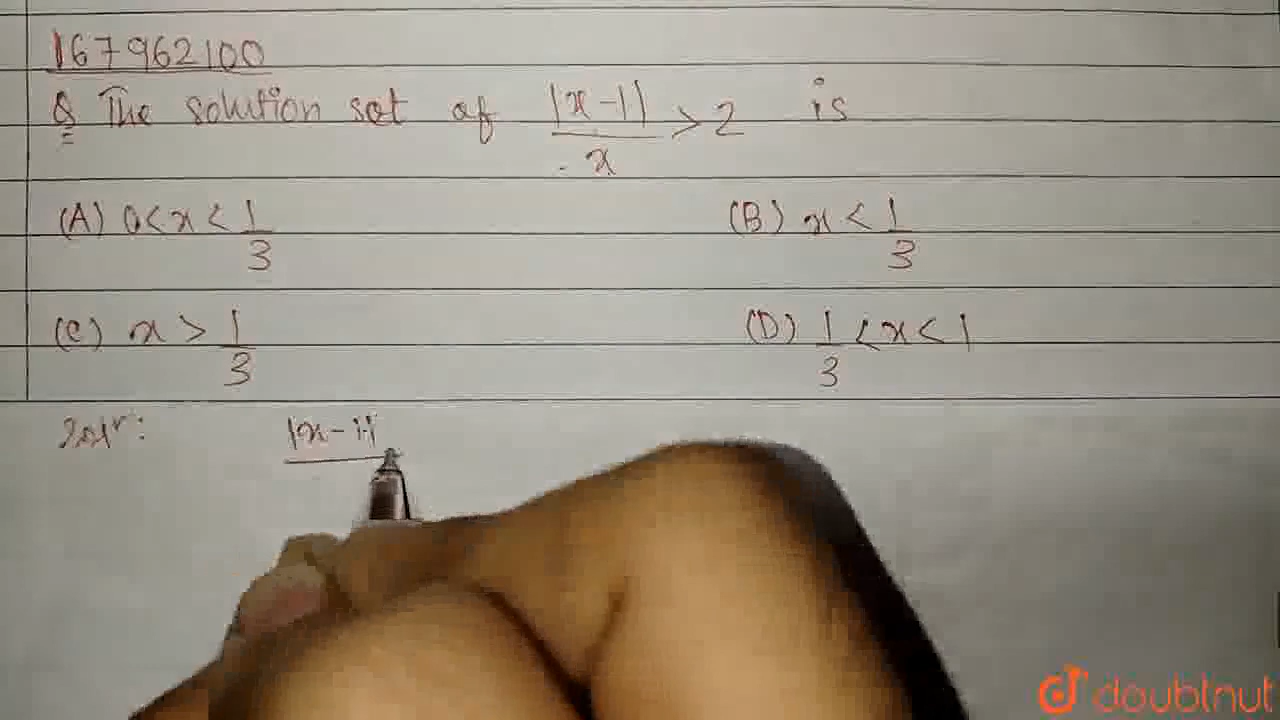 167962100
Q The solution set of |x-1|/x > 2 is
(A) 0<x<1/3 (B) x<1/3
(C) x>1/3 (D) 1/3<x<1
Solⁿ: |x-1|
doubtnut